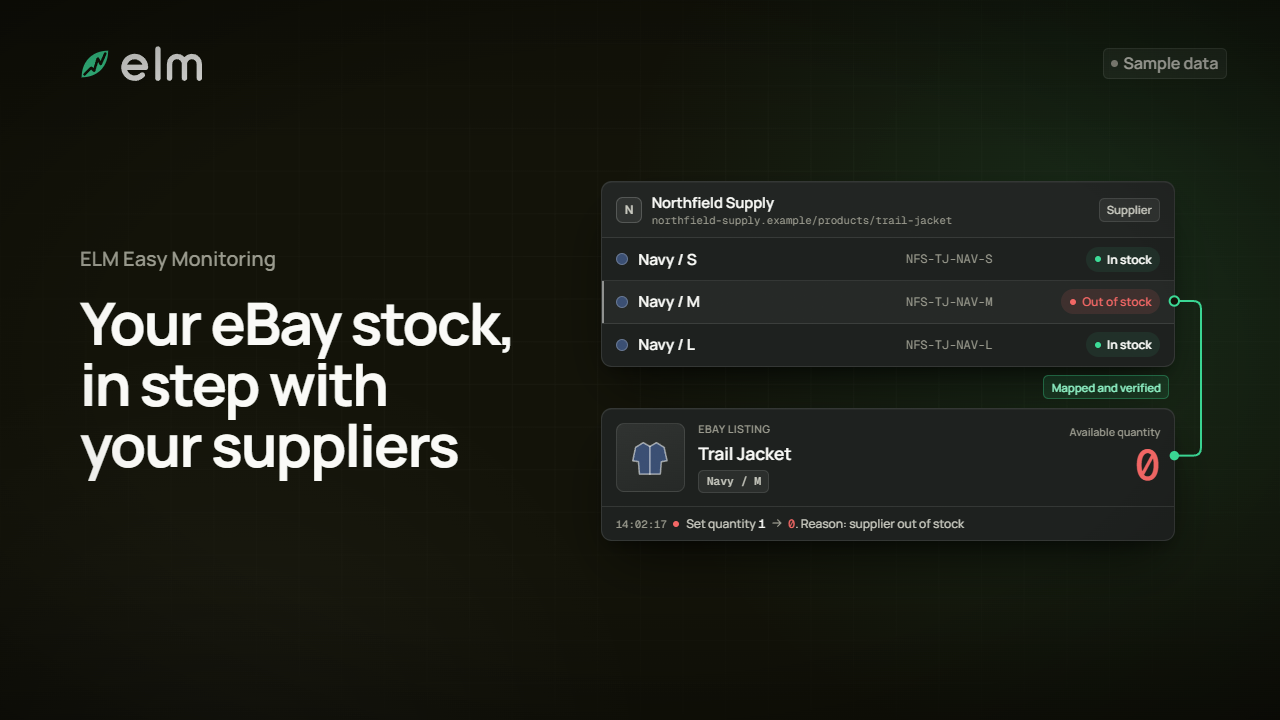 elm
Sample data
ELM Easy Monitoring
Your eBay stock,
in step with
your suppliers
N
Northfield Supply
northfield-supply.example/products/trail-jacket
Supplier
Navy / S NFS-TJ-NAV-S In stock
Navy / M NFS-TJ-NAV-M Out of stock
Navy / L NFS-TJ-NAV-L In stock
Mapped and verified
EBAY LISTING
Trail Jacket
Navy / M
Available quantity
0
14:02:17 Set quantity 1 → 0. Reason: supplier out of stock